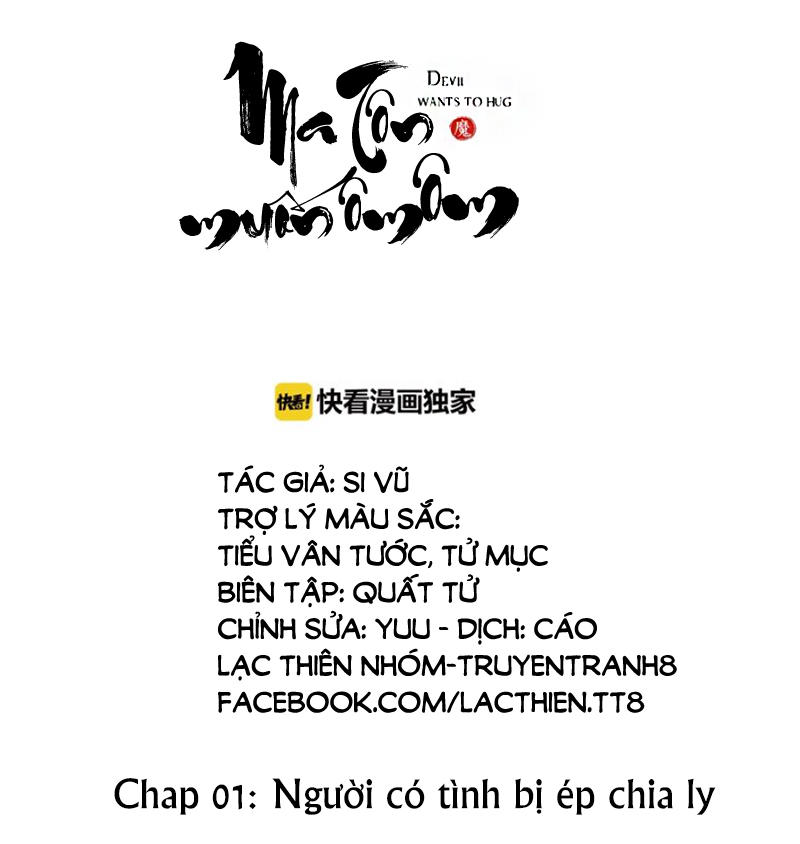 Ma Tôn
DEVIL
WANTS TO HUG
魔
muốn ôm ôm
快看! 快看漫画独家
TÁC GIẢ: SI VŨ
TRỢ LÝ MÀU SẮC:
TIỂU VÂN TƯỚC, TỬ MỤC
BIÊN TẬP: QUẤT TỬ
CHỈNH SỬA: YUU - DỊCH: CÁO
LẠC THIÊN NHÓM-TRUYENTRANH8
FACEBOOK.COM/LACTHIEN.TT8
Chap 01: Người có tình bị ép chia ly